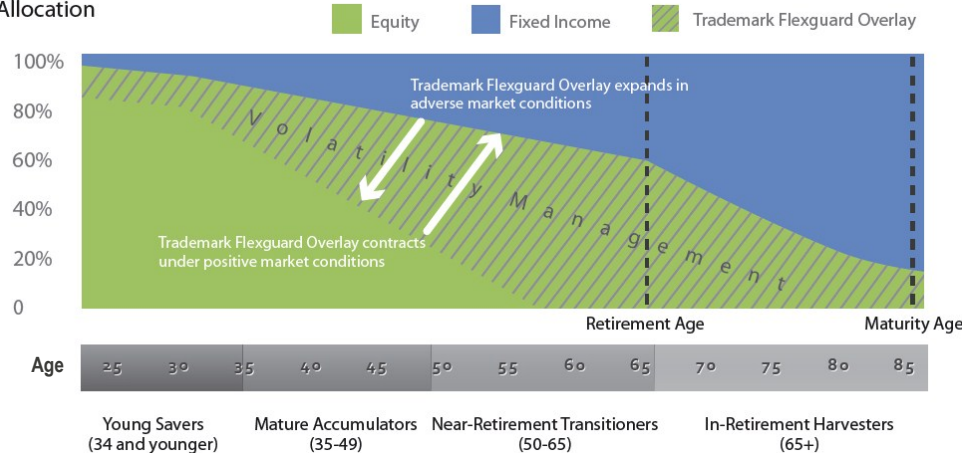 Allocation
Equity
Fixed Income
Trademark Flexguard Overlay
100%
80%
60%
40%
20%
0
Trademark Flexguard Overlay expands in
adverse market conditions
Volatility Management
Trademark Flexguard Overlay contracts
under positive market conditions
Retirement Age
Maturity Age
Age
25 30 35 40 45 50 55 60 65 70 75 80 85
Young Savers
(34 and younger)
Mature Accumulators
(35-49)
Near-Retirement Transitioners
(50-65)
In-Retirement Harvesters
(65+)